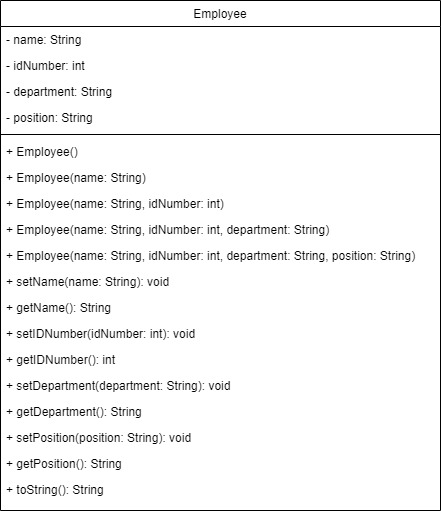 Employee
- name: String
- idNumber: int
- department: String
- position: String
+ Employee()
+ Employee(name: String)
+ Employee(name: String, idNumber: int)
+ Employee(name: String, idNumber: int, department: String)
+ Employee(name: String, idNumber: int, department: String, position: String)
+ setName(name: String): void
+ getName(): String
+ setIDNumber(idNumber: int): void
+ getIDNumber(): int
+ setDepartment(department: String): void
+ getDepartment(): String
+ setPosition(position: String): void
+ getPosition(): String
+ toString(): String